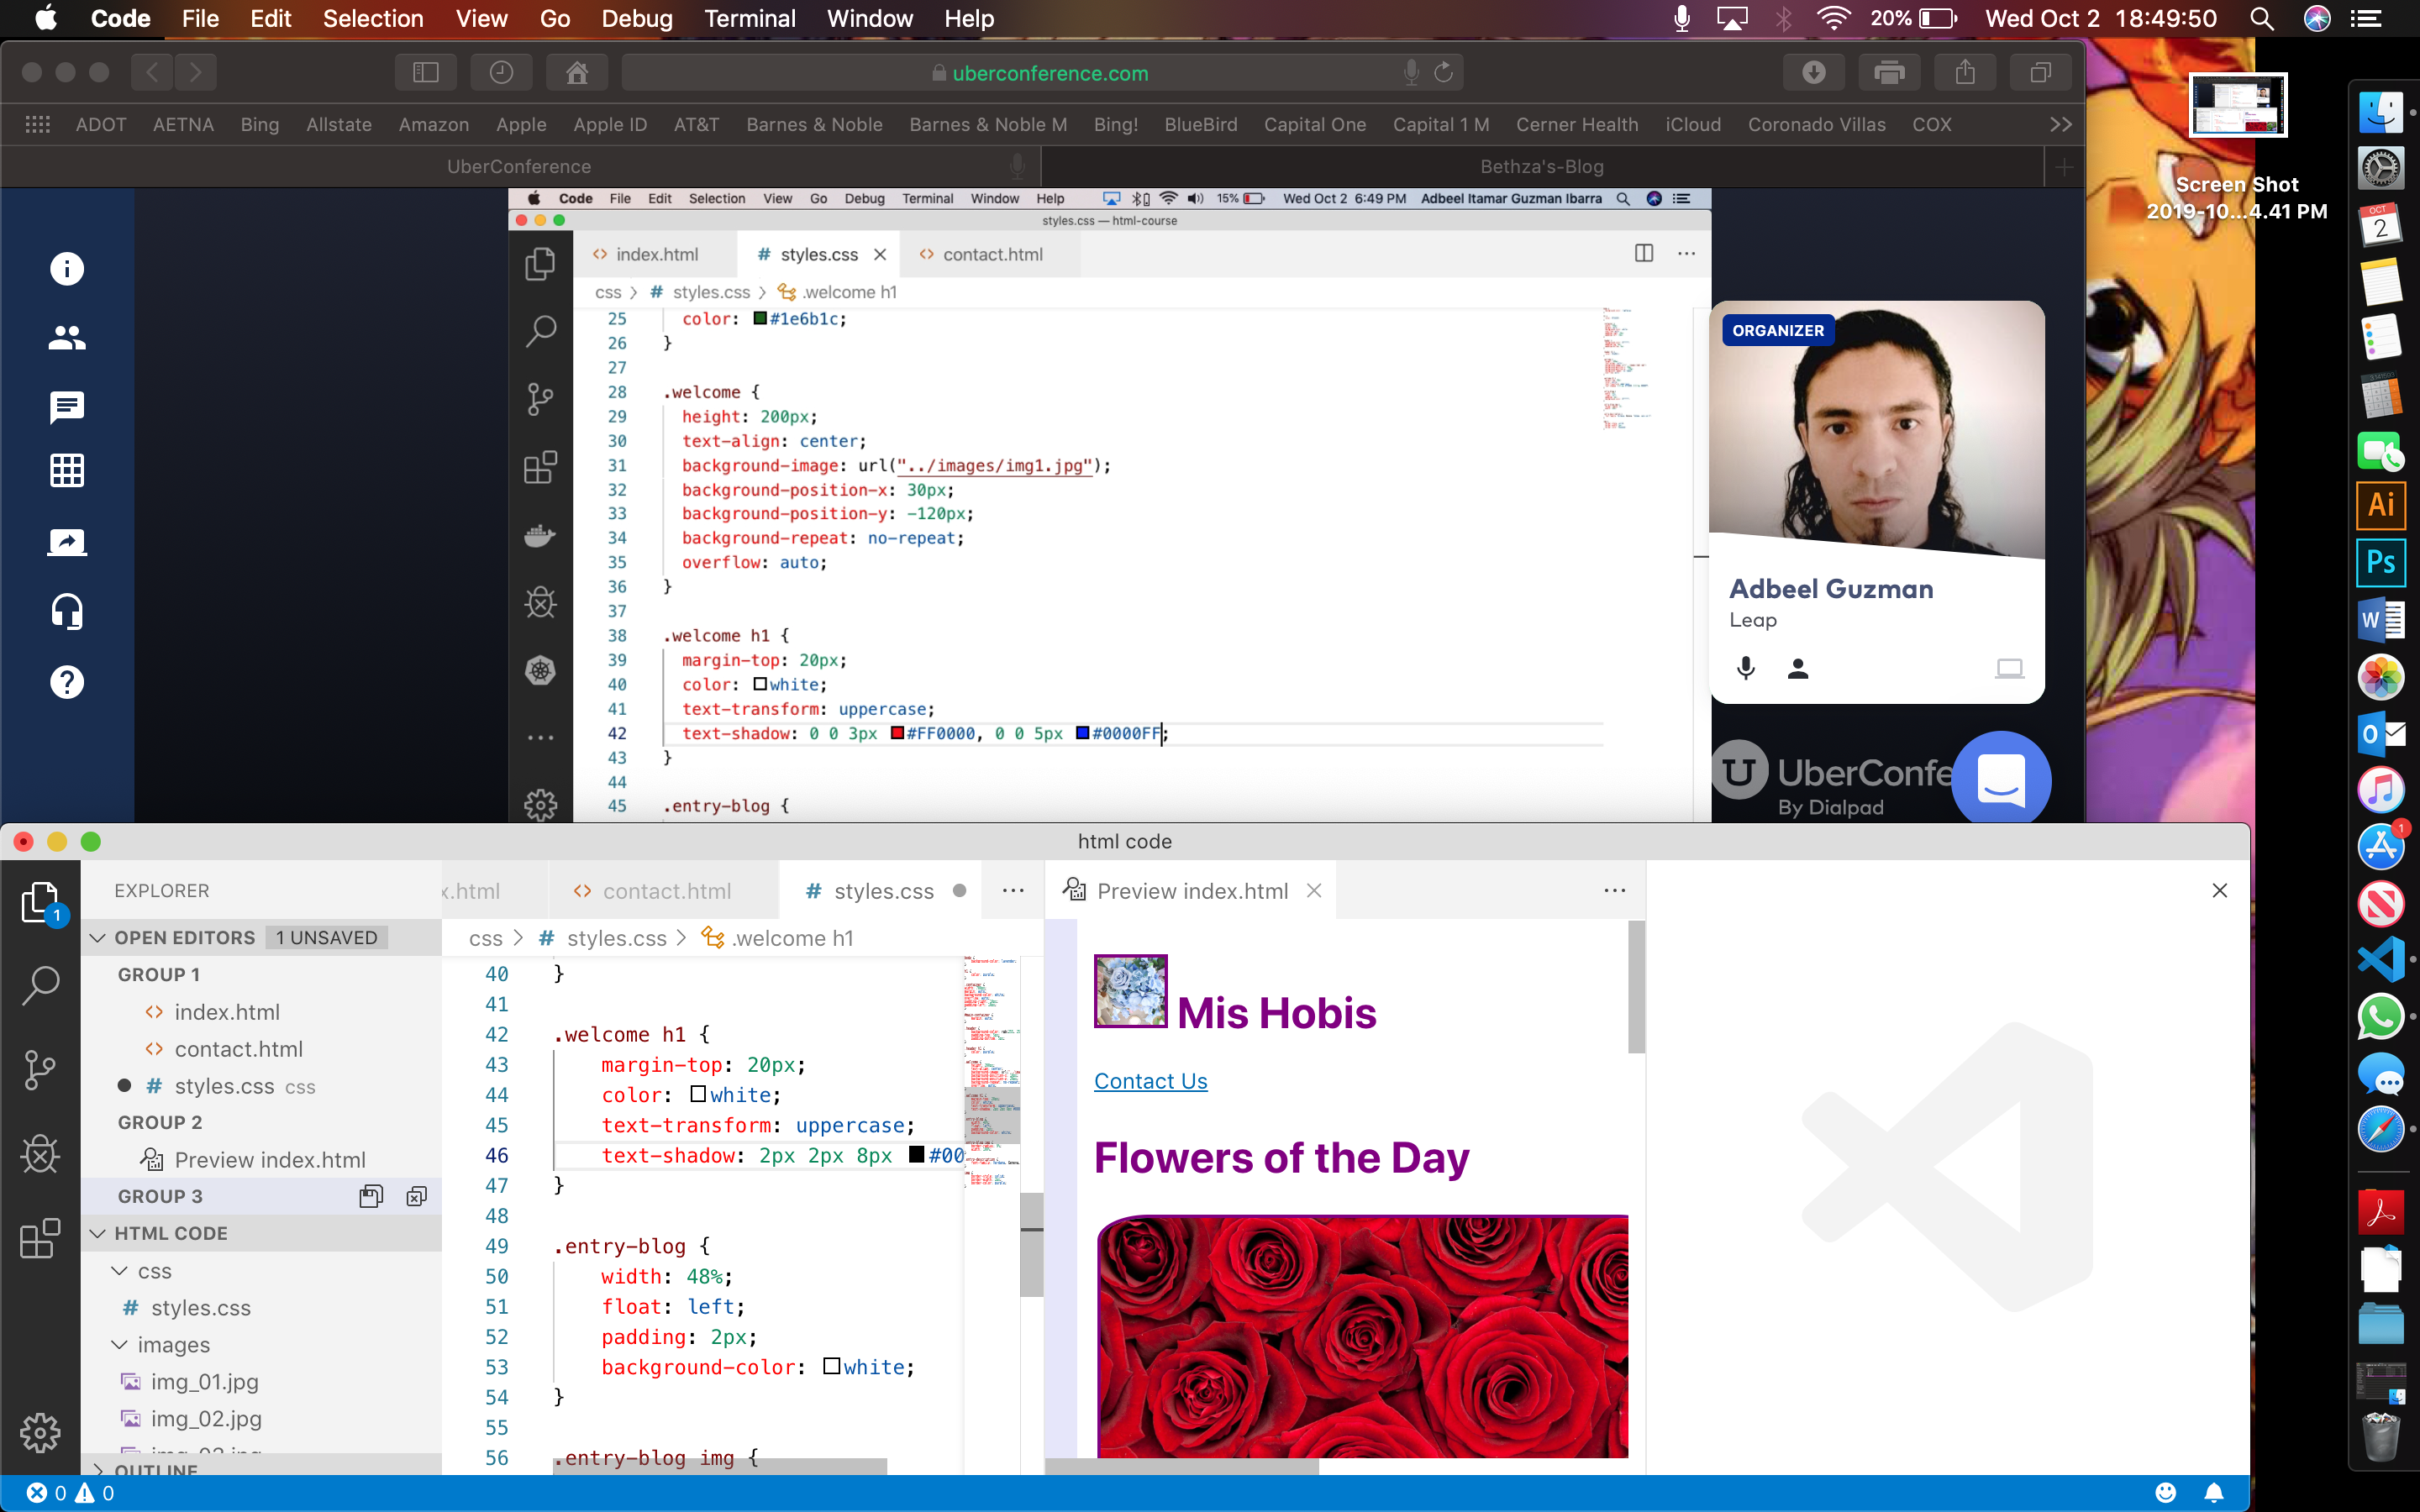 Code File Edit Selection View Go Debug Terminal Window Help 20% Wed Oct 2 18:49:50
uberconference.com
ADOT AETNA Bing Allstate Amazon Apple Apple ID AT&T Barnes & Noble Barnes & Noble M Bing! BlueBird Capital One Capital 1 M Cerner Health iCloud Coronado Villas COX
UberConference Bethza's-Blog
Screen Shot
2019-10...4.41 PM
Code File Edit Selection View Go Debug Terminal Window Help 15% Wed Oct 2 6:49 PM Adbeel Itamar Guzman Ibarra
styles.css — html-course
index.html # styles.css contact.html
css > # styles.css > .welcome h1
25 color: #1e6b1c;
26 }
27
28 .welcome {
29 height: 200px;
30 text-align: center;
31 background-image: url("../images/img1.jpg");
32 background-position-x: 30px;
33 background-position-y: -120px;
34 background-repeat: no-repeat;
35 overflow: auto;
36 }
37
38 .welcome h1 {
39 margin-top: 20px;
40 color: white;
41 text-transform: uppercase;
42 text-shadow: 0 0 3px #FF0000, 0 0 5px #0000FF;
43 }
44
45 .entry-blog {
ORGANIZER
Adbeel Guzman
Leap
UberConfe
By Dialpad
OCT
2
Ai
Ps
W
O
1
html code
1
EXPLORER
OPEN EDITORS 1 UNSAVED
GROUP 1
index.html
contact.html
# styles.css css
GROUP 2
Preview index.html
GROUP 3
HTML CODE
css
# styles.css
images
img_01.jpg
img_02.jpg
OUTLINE
x.html contact.html # styles.css
css > # styles.css > .welcome h1
40 }
41
42 .welcome h1 {
43 margin-top: 20px;
44 color: white;
45 text-transform: uppercase;
46 text-shadow: 2px 2px 8px #00
47 }
48
49 .entry-blog {
50 width: 48%;
51 float: left;
52 padding: 2px;
53 background-color: white;
54 }
55
56 .entry-blog img {
Preview index.html
Mis Hobis
Contact Us
Flowers of the Day
0 0